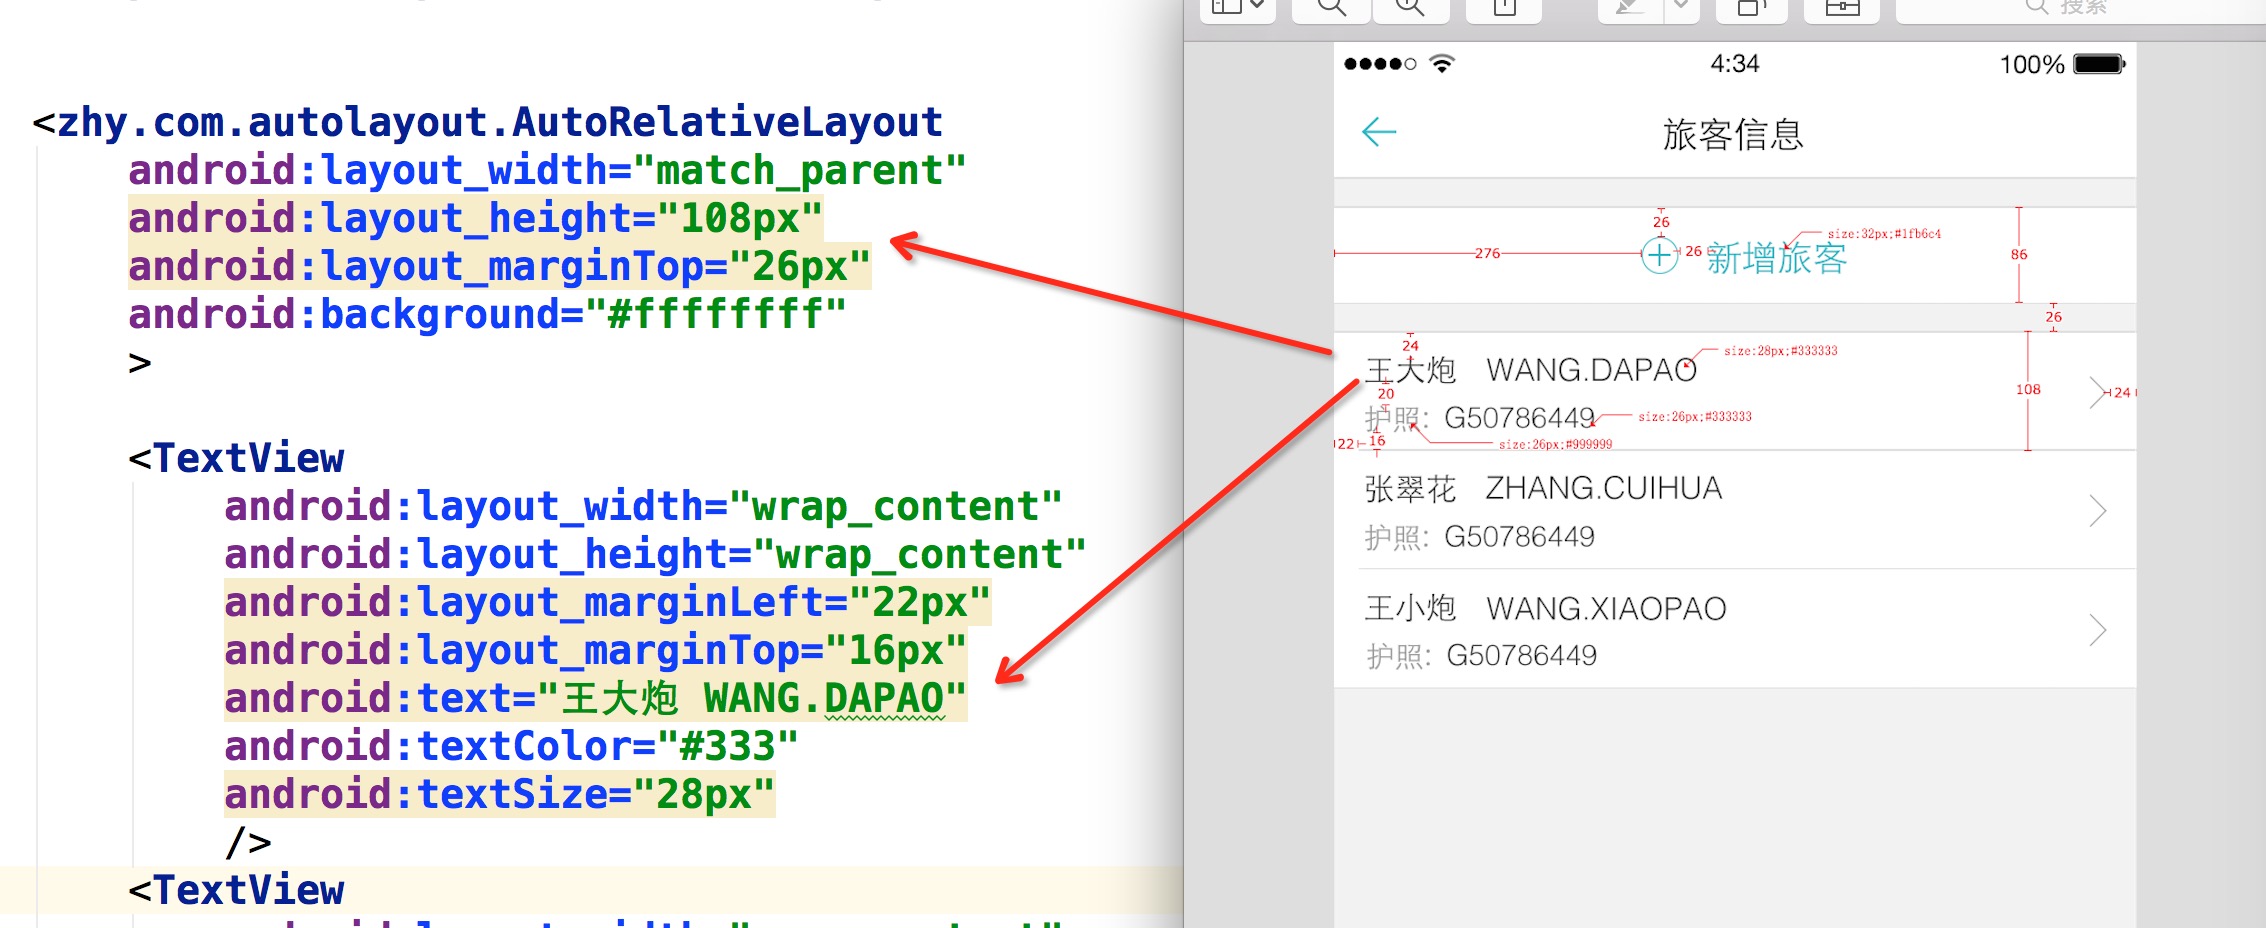 <zhy.com.autolayout.AutoRelativeLayout
android:layout_width="match_parent"
android:layout_height="108px"
android:layout_marginTop="26px"
android:background="#ffffffff"
>
<TextView
android:layout_width="wrap_content"
android:layout_height="wrap_content"
android:layout_marginLeft="22px"
android:layout_marginTop="16px"
android:text="王大炮 WANG.DAPAO"
android:textColor="#333"
android:textSize="28px"
/>
<TextView
搜索
4:34
100%
旅客信息
26
size:32px;#1fb6c4
276
26
新增旅客
86
26
24
size:28px;#333333
王大炮 WANG.DAPAO
20
108
24
护照: G50786449
size:26px;#333333
22
16
size:26px;#999999
张翠花 ZHANG.CUIHUA
护照: G50786449
王小炮 WANG.XIAOPAO
护照: G50786449